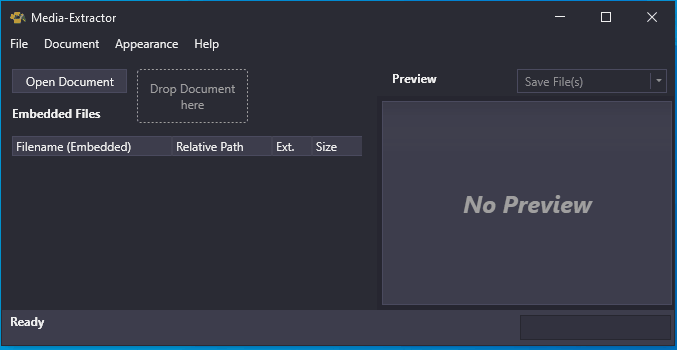 Media-Extractor
File Document Appearance Help
Open Document
Drop Document
here
Preview
Save File(s)
Embedded Files
Filename (Embedded) Relative Path Ext. Size
No Preview
Ready